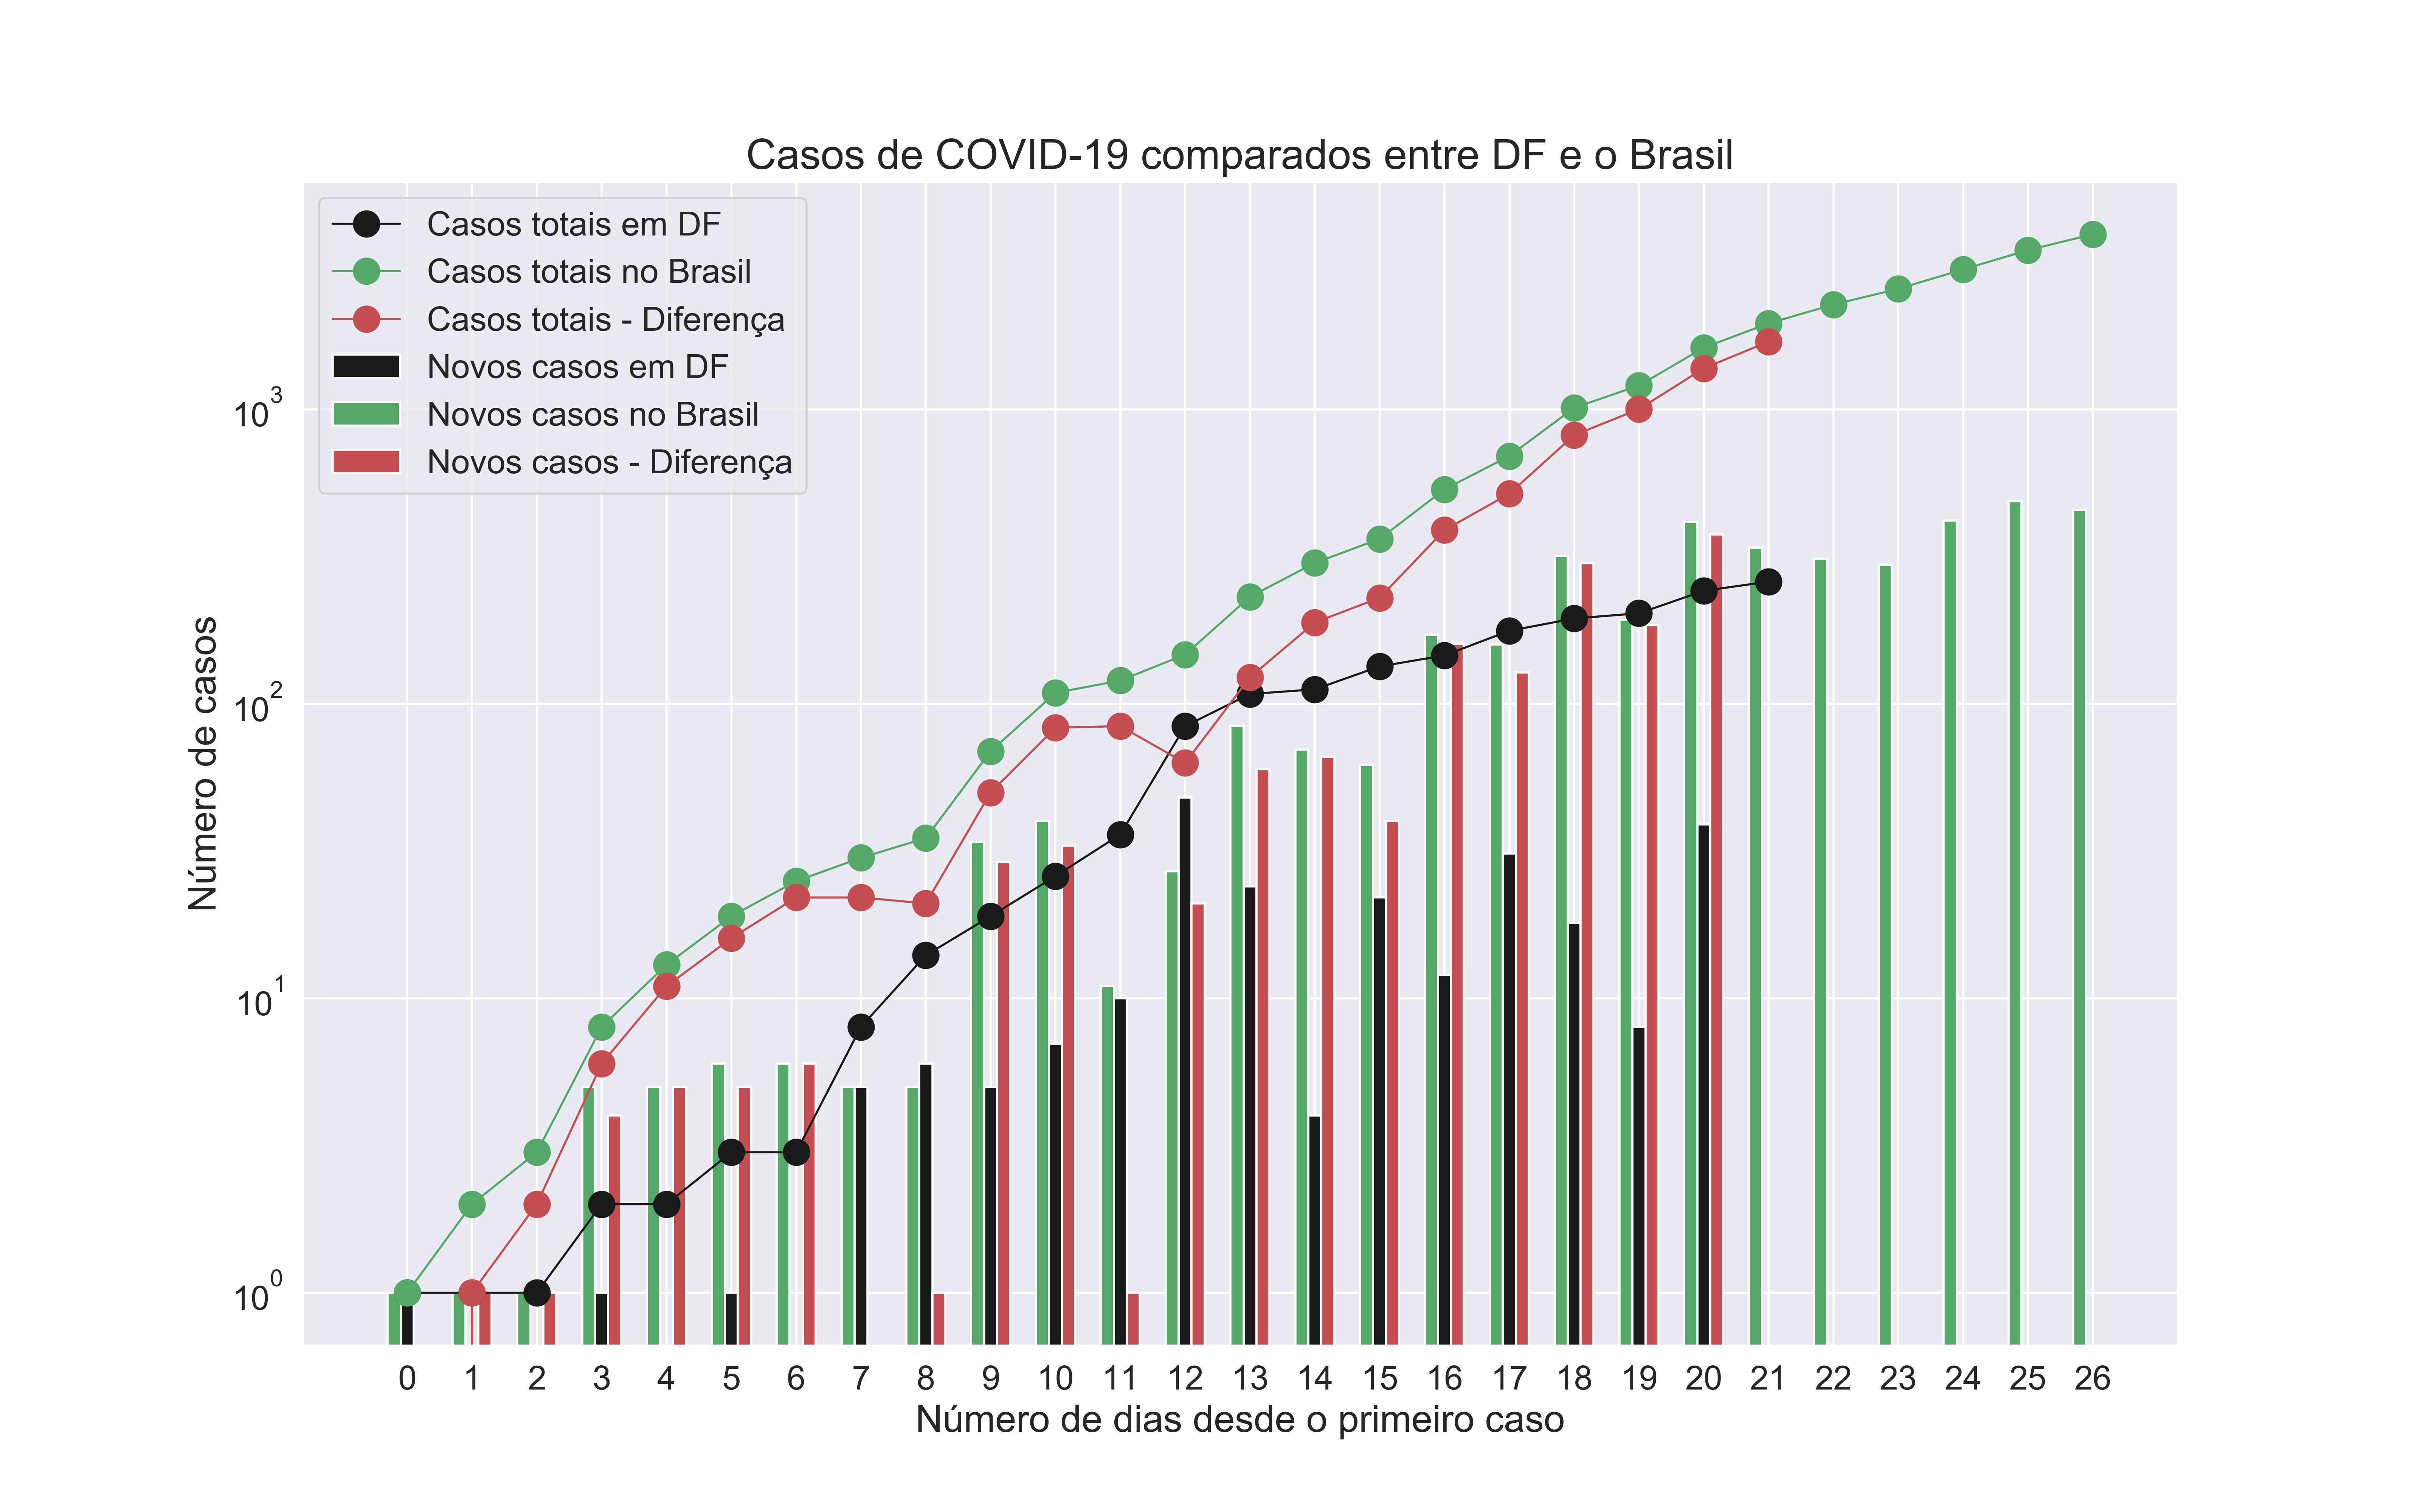 Casos de COVID-19 comparados entre DF e o Brasil
Casos totais em DF
Casos totais no Brasil
Casos totais - Diferença
Novos casos em DF
Novos casos no Brasil
Novos casos - Diferença
Número de casos
10³
10²
10¹
10⁰
0 1 2 3 4 5 6 7 8 9 10 11 12 13 14 15 16 17 18 19 20 21 22 23 24 25 26
Número de dias desde o primeiro caso